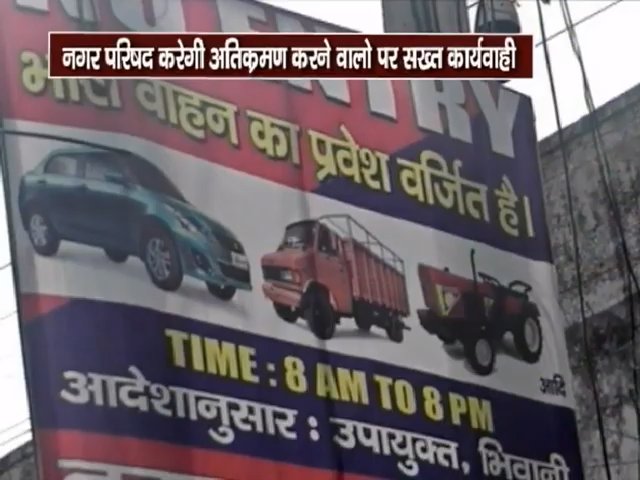 नगर परिषद करेगी अतिक्रमण करने वालो पर सख्त कार्यवाही
NO ENTRY
भारी वाहन का प्रवेश वर्जित है।
आदि
TIME : 8 AM TO 8 PM
आदेशानुसार : उपायुक्त, भिवानी